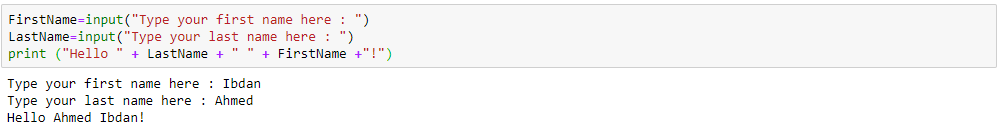 FirstName=input("Type your first name here : ")
LastName=input("Type your last name here : ")
print ("Hello " + LastName + " " + FirstName +"!")
Type your first name here : Ibdan
Type your last name here : Ahmed
Hello Ahmed Ibdan!